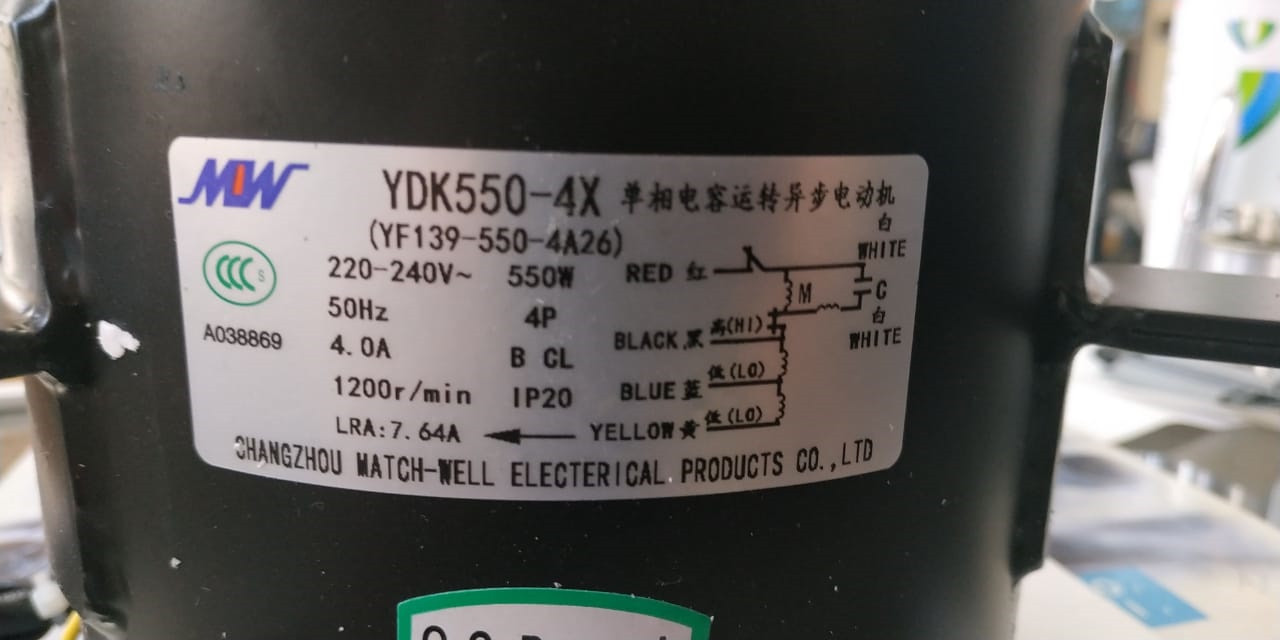 MW
YDK550-4X 单相电容运转异步电动机
(YF139-550-4A26)
CCC S
A038869
220-240V~ 550W
50Hz 4P
4.0A B CL
1200r/min IP20
LRA:7.64A
白
WHITE
RED 红
M
C
白
WHITE
BLACK 黑 高(HI)
BLUE 蓝 低(LO)
YELLOW 黄 低(LO)
CHANGZHOU MATCH-WELL ELECTERICAL PRODUCTS CO.,LTD